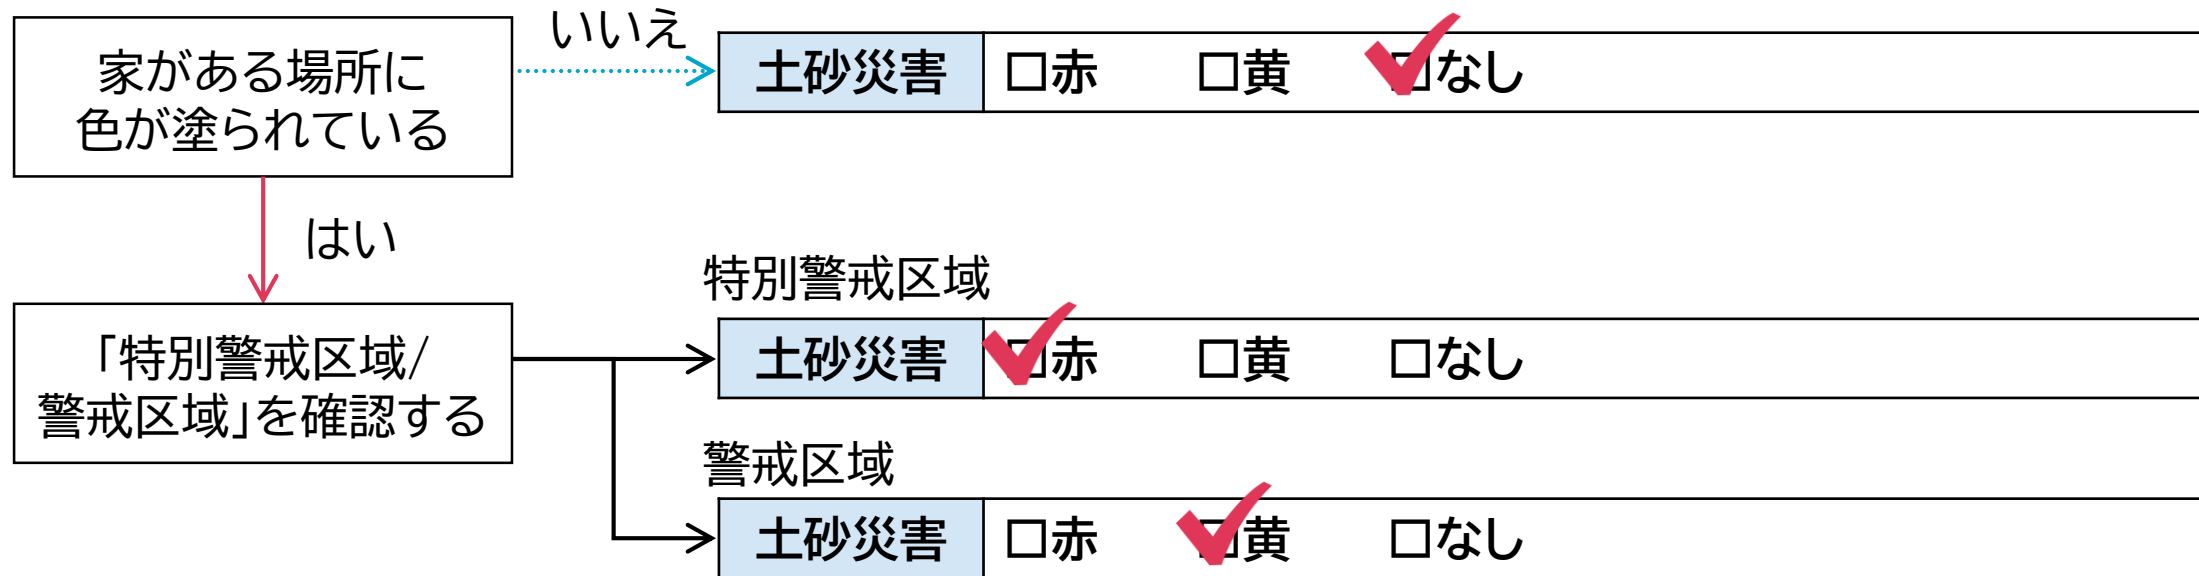 家がある場所に
色が塗られている
いいえ
土砂災害 □赤 □黄 □なし
はい
「特別警戒区域/
警戒区域」を確認する
特別警戒区域
土砂災害 □赤 □黄 □なし
警戒区域
土砂災害 □赤 □黄 □なし